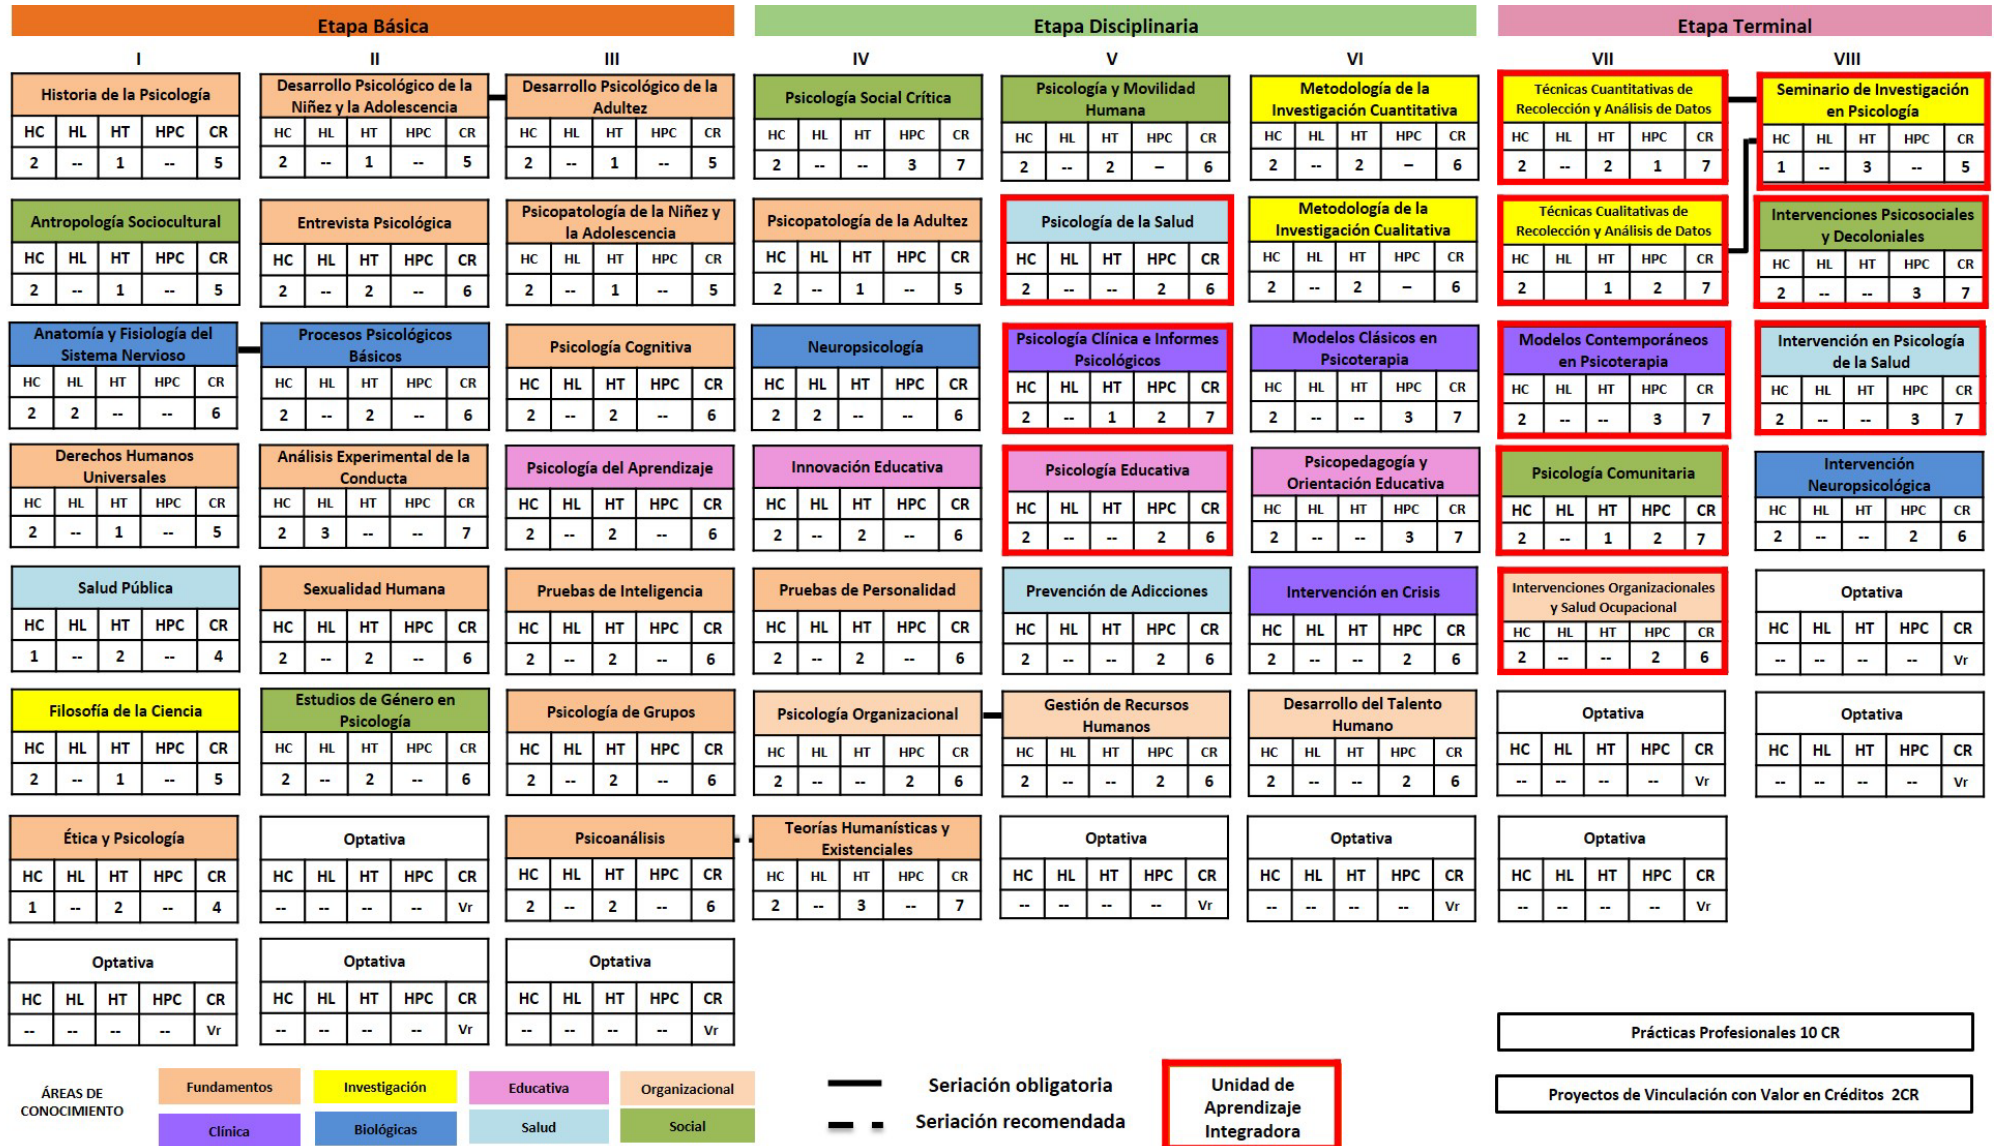 Etapa Básica
Etapa Disciplinaria
Etapa Terminal
I
II
III
IV
V
VI
VII
VIII
Historia de la Psicología
HC HL HT HPC CR
2 -- 1 -- 5
Desarrollo Psicológico de la
Niñez y la Adolescencia
HC HL HT HPC CR
2 -- 1 -- 5
Desarrollo Psicológico de la
Adultez
HC HL HT HPC CR
2 -- 1 -- 5
Psicología Social Crítica
HC HL HT HPC CR
2 -- -- 3 7
Psicología y Movilidad
Humana
HC HL HT HPC CR
2 -- 2 – 6
Metodología de la
Investigación Cuantitativa
HC HL HT HPC CR
2 -- 2 – 6
Técnicas Cuantitativas de
Recolección y Análisis de Datos
HC HL HT HPC CR
2 -- 2 1 7
Seminario de Investigación
en Psicología
HC HL HT HPC CR
1 -- 3 -- 5
Antropología Sociocultural
HC HL HT HPC CR
2 -- 1 -- 5
Entrevista Psicológica
HC HL HT HPC CR
2 -- 2 -- 6
Psicopatología de la Niñez y
la Adolescencia
HC HL HT HPC CR
2 -- 1 -- 5
Psicopatología de la Adultez
HC HL HT HPC CR
2 -- 1 -- 5
Psicología de la Salud
HC HL HT HPC CR
2 -- -- 2 6
Metodología de la
Investigación Cualitativa
HC HL HT HPC CR
2 -- 2 – 6
Técnicas Cualitativas de
Recolección y Análisis de Datos
HC HL HT HPC CR
2 1 2 7
Intervenciones Psicosociales
y Decoloniales
HC HL HT HPC CR
2 -- -- 3 7
Anatomía y Fisiología del
Sistema Nervioso
HC HL HT HPC CR
2 2 -- -- 6
Procesos Psicológicos
Básicos
HC HL HT HPC CR
2 -- 2 -- 6
Psicología Cognitiva
HC HL HT HPC CR
2 -- 2 -- 6
Neuropsicología
HC HL HT HPC CR
2 2 -- -- 6
Psicología Clínica e Informes
Psicológicos
HC HL HT HPC CR
2 -- 1 2 7
Modelos Clásicos en
Psicoterapia
HC HL HT HPC CR
2 -- -- 3 7
Modelos Contemporáneos
en Psicoterapia
HC HL HT HPC CR
2 -- -- 3 7
Intervención en Psicología
de la Salud
HC HL HT HPC CR
2 -- -- 3 7
Derechos Humanos
Universales
HC HL HT HPC CR
2 -- 1 -- 5
Análisis Experimental de la
Conducta
HC HL HT HPC CR
2 3 -- -- 7
Psicología del Aprendizaje
HC HL HT HPC CR
2 -- 2 -- 6
Innovación Educativa
HC HL HT HPC CR
2 -- 2 -- 6
Psicología Educativa
HC HL HT HPC CR
2 -- -- 2 6
Psicopedagogía y
Orientación Educativa
HC HL HT HPC CR
2 -- -- 3 7
Psicología Comunitaria
HC HL HT HPC CR
2 -- 1 2 7
Intervención
Neuropsicológica
HC HL HT HPC CR
2 -- -- 2 6
Salud Pública
HC HL HT HPC CR
1 -- 2 -- 4
Sexualidad Humana
HC HL HT HPC CR
2 -- 2 -- 6
Pruebas de Inteligencia
HC HL HT HPC CR
2 -- 2 -- 6
Pruebas de Personalidad
HC HL HT HPC CR
2 -- 2 -- 6
Prevención de Adicciones
HC HL HT HPC CR
2 -- -- 2 6
Intervención en Crisis
HC HL HT HPC CR
2 -- -- 2 6
Intervenciones Organizacionales
y Salud Ocupacional
HC HL HT HPC CR
2 -- -- 2 6
Optativa
HC HL HT HPC CR
-- -- -- -- Vr
Filosofía de la Ciencia
HC HL HT HPC CR
2 -- 1 -- 5
Estudios de Género en
Psicología
HC HL HT HPC CR
2 -- 2 -- 6
Psicología de Grupos
HC HL HT HPC CR
2 -- 2 -- 6
Psicología Organizacional
HC HL HT HPC CR
2 -- -- 2 6
Gestión de Recursos
Humanos
HC HL HT HPC CR
2 -- -- 2 6
Desarrollo del Talento
Humano
HC HL HT HPC CR
2 -- -- 2 6
Optativa
HC HL HT HPC CR
-- -- -- -- Vr
Optativa
HC HL HT HPC CR
-- -- -- -- Vr
Ética y Psicología
HC HL HT HPC CR
1 -- 2 -- 4
Optativa
HC HL HT HPC CR
-- -- -- -- Vr
Psicoanálisis
HC HL HT HPC CR
2 -- 2 -- 6
Teorías Humanísticas y
Existenciales
HC HL HT HPC CR
2 -- 3 -- 7
Optativa
HC HL HT HPC CR
-- -- -- -- Vr
Optativa
HC HL HT HPC CR
-- -- -- -- Vr
Optativa
HC HL HT HPC CR
-- -- -- -- Vr
Optativa
HC HL HT HPC CR
-- -- -- -- Vr
Optativa
HC HL HT HPC CR
-- -- -- -- Vr
Optativa
HC HL HT HPC CR
-- -- -- -- Vr
Prácticas Profesionales 10 CR
Proyectos de Vinculación con Valor en Créditos 2CR
ÁREAS DE
CONOCIMIENTO
Fundamentos
Investigación
Educativa
Organizacional
Clínica
Biológicas
Salud
Social
Seriación obligatoria
Seriación recomendada
Unidad de
Aprendizaje
Integradora